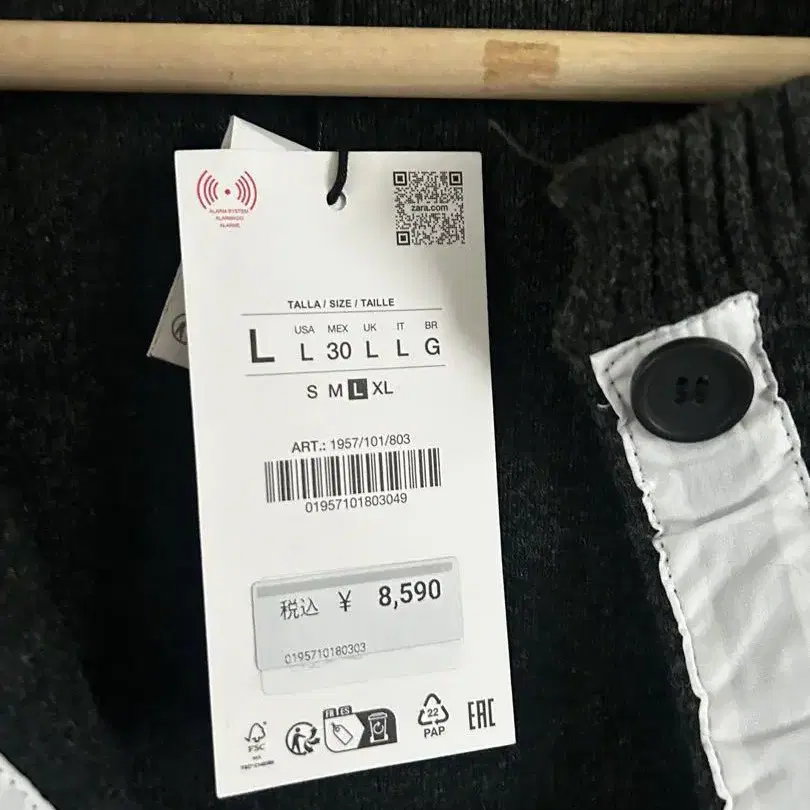 ALARM SYSTEM
ALARMADO
ALARME
zara.com
TALLA / SIZE / TAILLE
USA MEX UK IT BR
L L 30 L L G
S M L XL
ART.: 1957/101/803
01957101803049
税込 ¥ 8,590
0195710180303
FR ES
FSC
22
PAP
EAC